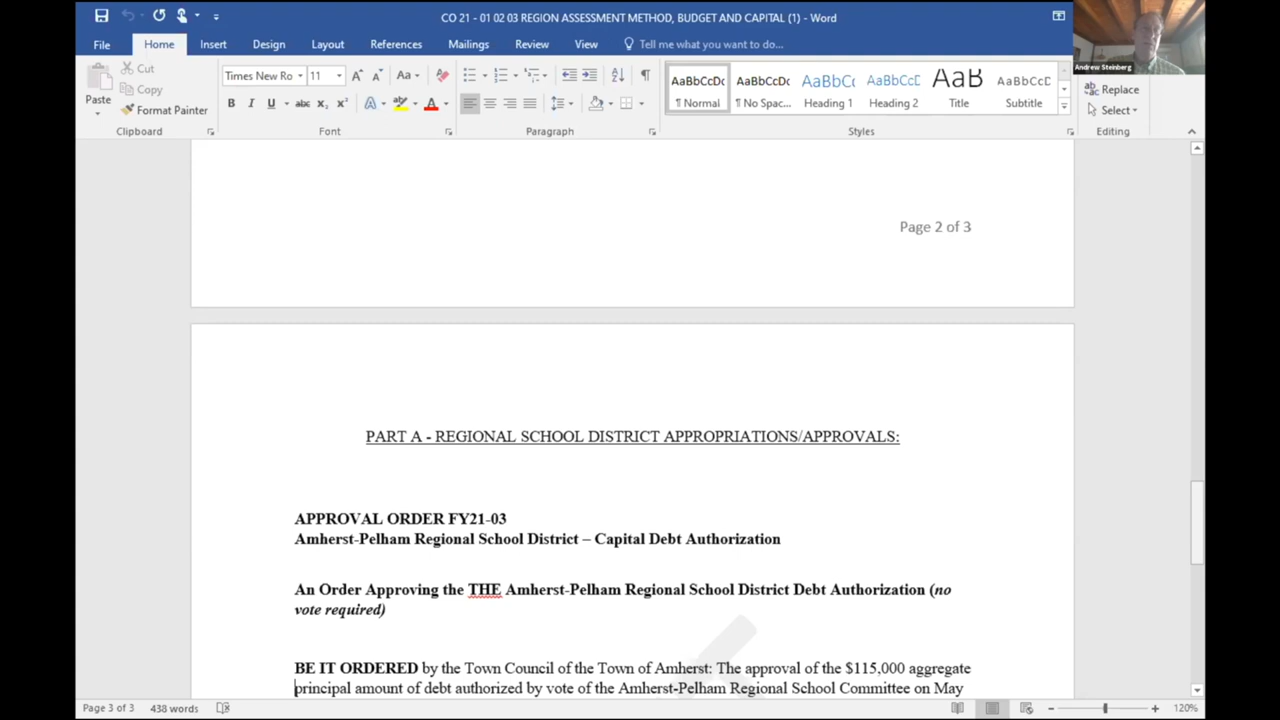 CO 21 - 01 02 03 REGION ASSESSMENT METHOD, BUDGET AND CAPITAL (1) - Word
File Home Insert Design Layout References Mailings Review View Tell me what you want to do...
Andrew Steinberg
Paste
Cut
Copy
Format Painter
Clipboard
Times New Ro 11
Font
Paragraph
AaBbCcDc ¶ Normal
AaBbCcDc ¶ No Spac...
AaBbCc Heading 1
AaBbCcD Heading 2
AaB Title
AaBbCcD Subtitle
Styles
Replace
Select
Editing
Page 2 of 3
PART A - REGIONAL SCHOOL DISTRICT APPROPRIATIONS/APPROVALS:
APPROVAL ORDER FY21-03
Amherst-Pelham Regional School District – Capital Debt Authorization
An Order Approving the THE Amherst-Pelham Regional School District Debt Authorization (no
vote required)
BE IT ORDERED by the Town Council of the Town of Amherst: The approval of the $115,000 aggregate
principal amount of debt authorized by vote of the Amherst-Pelham Regional School Committee on May
Page 3 of 3 438 words 120%